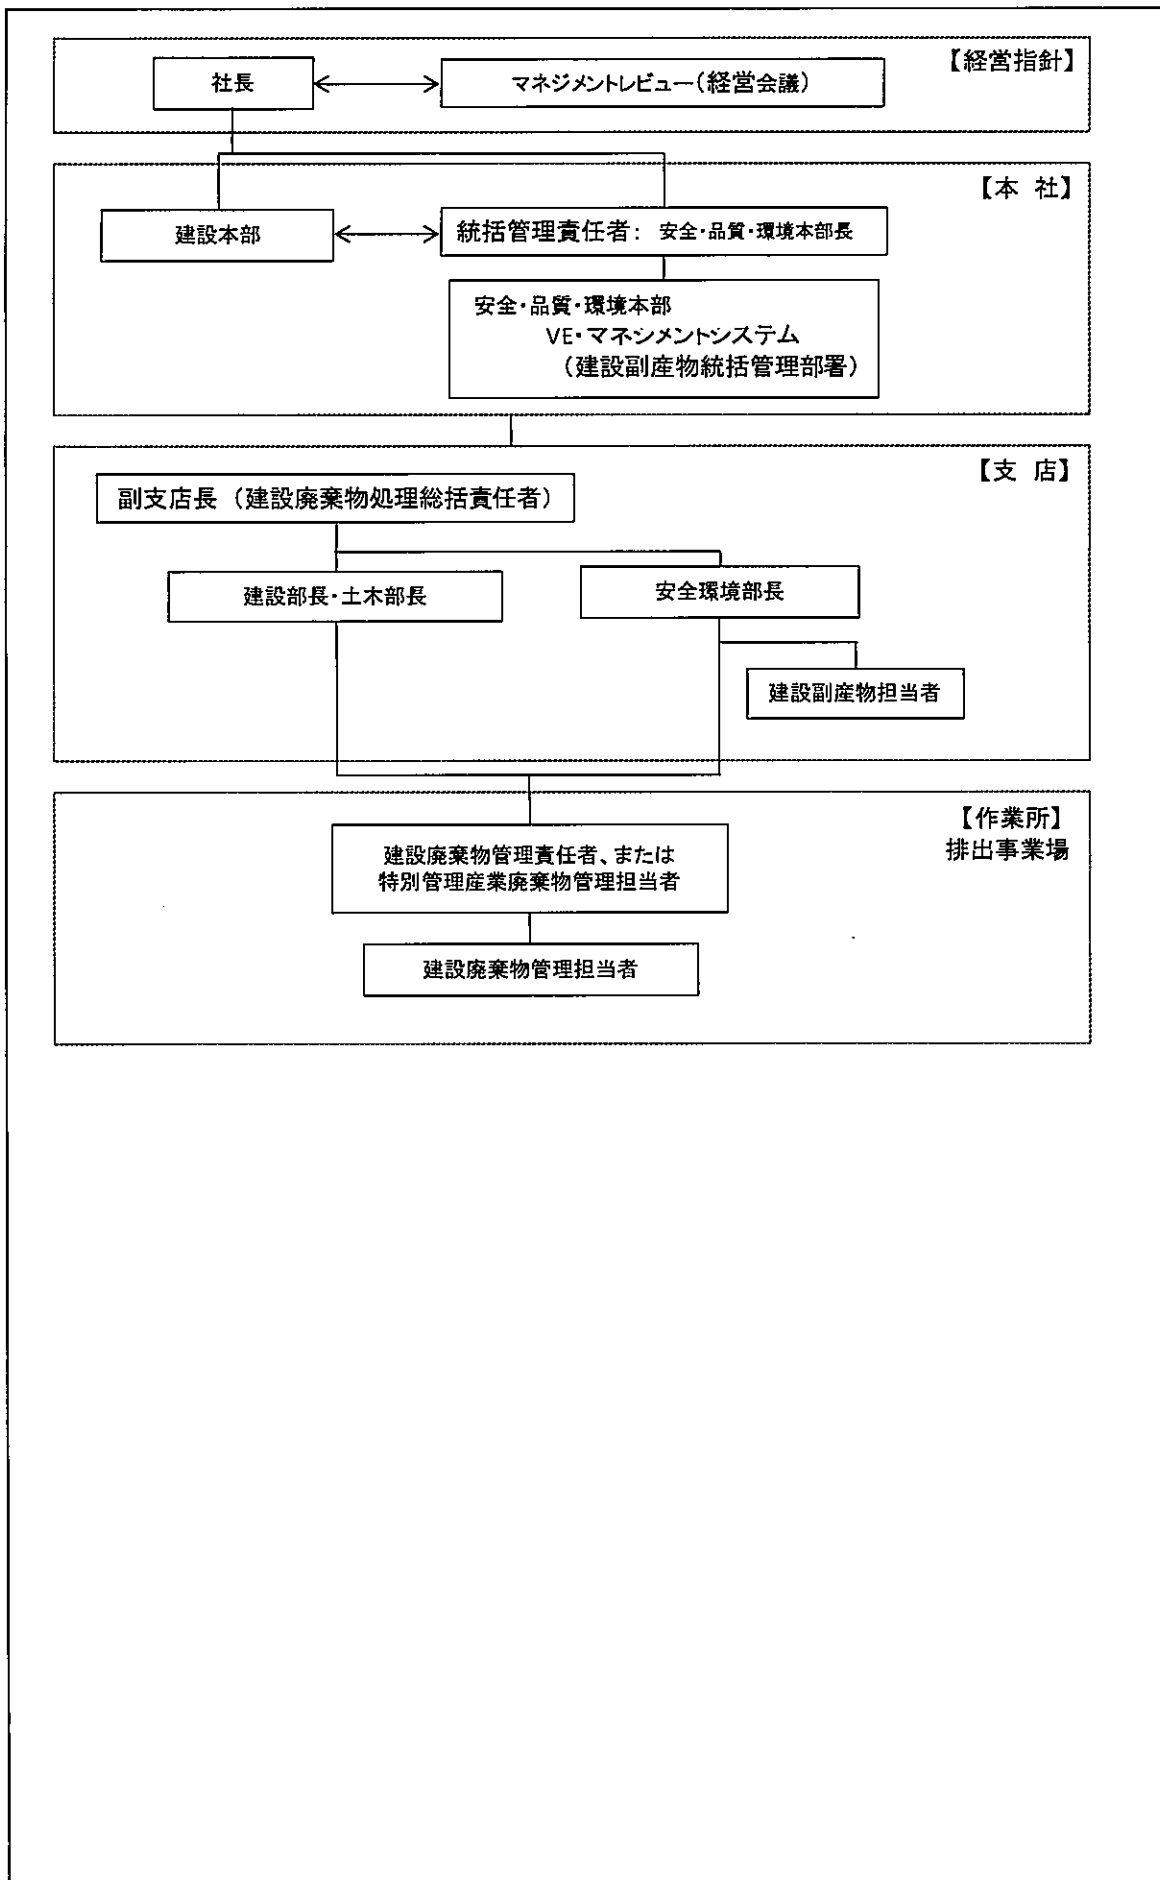 【経営指針】
社長
マネジメントレビュー(経営会議)
【本 社】
建設本部
統括管理責任者: 安全・品質・環境本部長
安全・品質・環境本部
VE・マネシメントシステム
(建設副産物統括管理部署)
【支 店】
副支店長 (建設廃棄物処理総括責任者)
建設部長・土木部長
安全環境部長
建設副産物担当者
【作業所】
排出事業場
建設廃棄物管理責任者、または
特別管理産業廃棄物管理担当者
建設廃棄物管理担当者